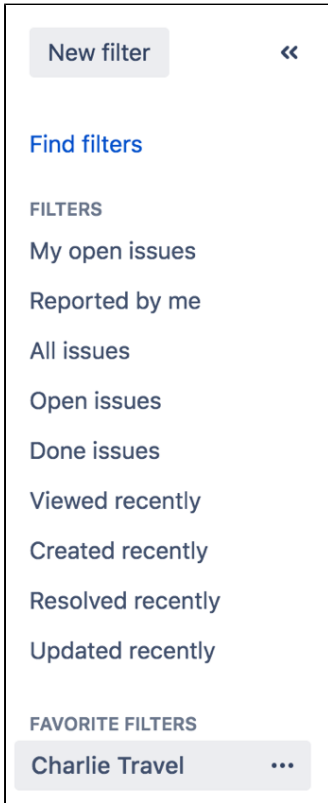 New filter «
Find filters
FILTERS
My open issues
Reported by me
All issues
Open issues
Done issues
Viewed recently
Created recently
Resolved recently
Updated recently
FAVORITE FILTERS
Charlie Travel •••